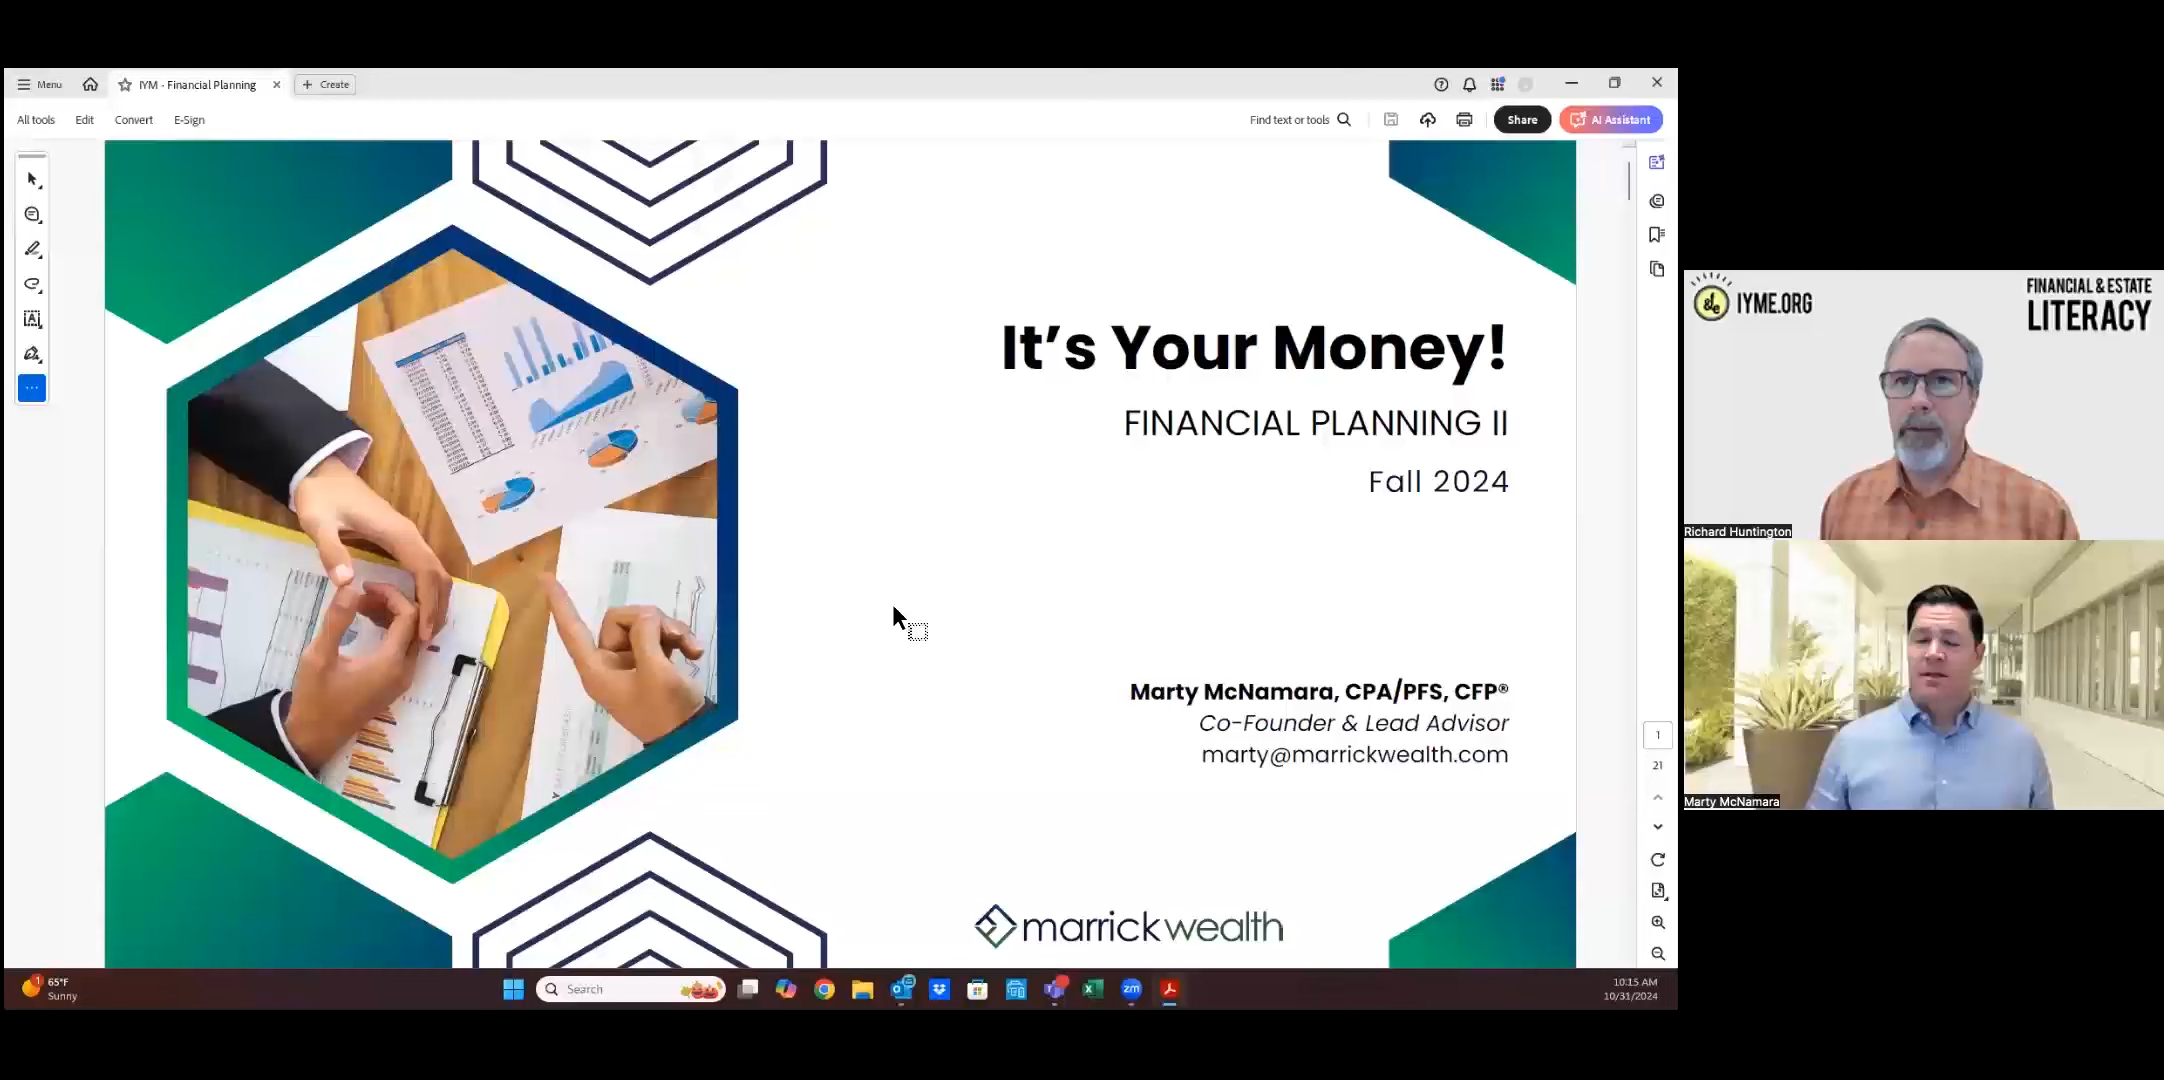 Menu
IYM - Financial Planning
Create
All tools
Edit
Convert
E-Sign
Find text or tools
Share
AI Assistant
It's Your Money!
FINANCIAL PLANNING II
Fall 2024
Marty McNamara, CPA/PFS, CFP®
Co-Founder & Lead Advisor
marty@marrickwealth.com
marrickwealth
1
21
IYME.ORG
FINANCIAL & ESTATE
LITERACY
Richard Huntington
Marty McNamara
1
65°F
Sunny
Search
zm
10:15 AM
10/31/2024